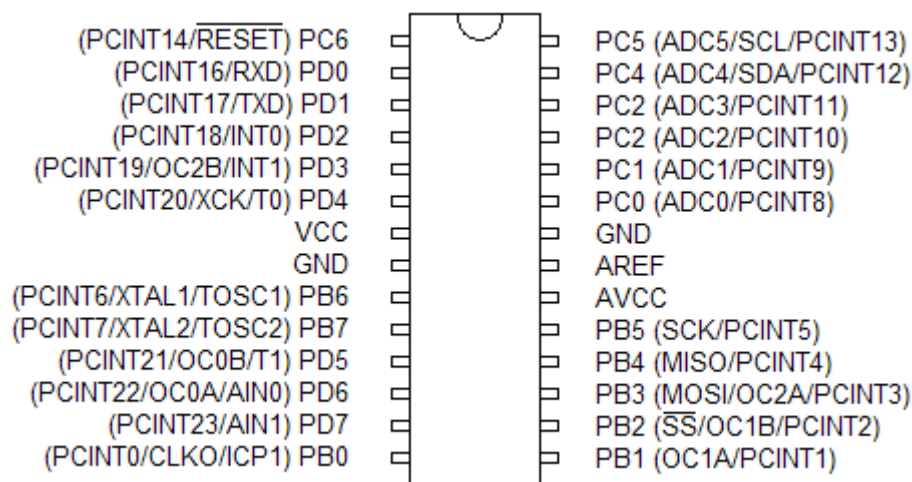 (PCINT14/RESET) PC6
(PCINT16/RXD) PD0
(PCINT17/TXD) PD1
(PCINT18/INT0) PD2
(PCINT19/OC2B/INT1) PD3
(PCINT20/XCK/T0) PD4
VCC
GND
(PCINT6/XTAL1/TOSC1) PB6
(PCINT7/XTAL2/TOSC2) PB7
(PCINT21/OC0B/T1) PD5
(PCINT22/OC0A/AIN0) PD6
(PCINT23/AIN1) PD7
(PCINT0/CLKO/ICP1) PB0
PC5 (ADC5/SCL/PCINT13)
PC4 (ADC4/SDA/PCINT12)
PC2 (ADC3/PCINT11)
PC2 (ADC2/PCINT10)
PC1 (ADC1/PCINT9)
PC0 (ADC0/PCINT8)
GND
AREF
AVCC
PB5 (SCK/PCINT5)
PB4 (MISO/PCINT4)
PB3 (MOSI/OC2A/PCINT3)
PB2 (SS/OC1B/PCINT2)
PB1 (OC1A/PCINT1)